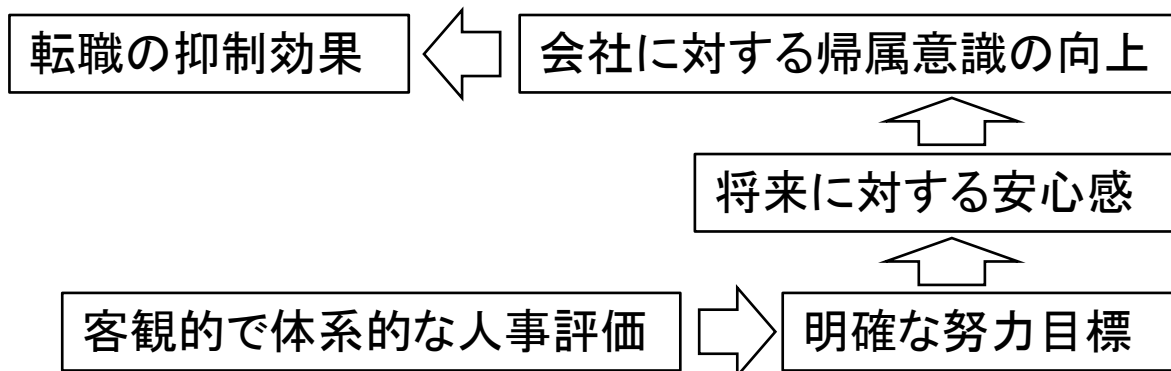 転職の抑制効果
会社に対する帰属意識の向上
将来に対する安心感
客観的で体系的な人事評価
明確な努力目標